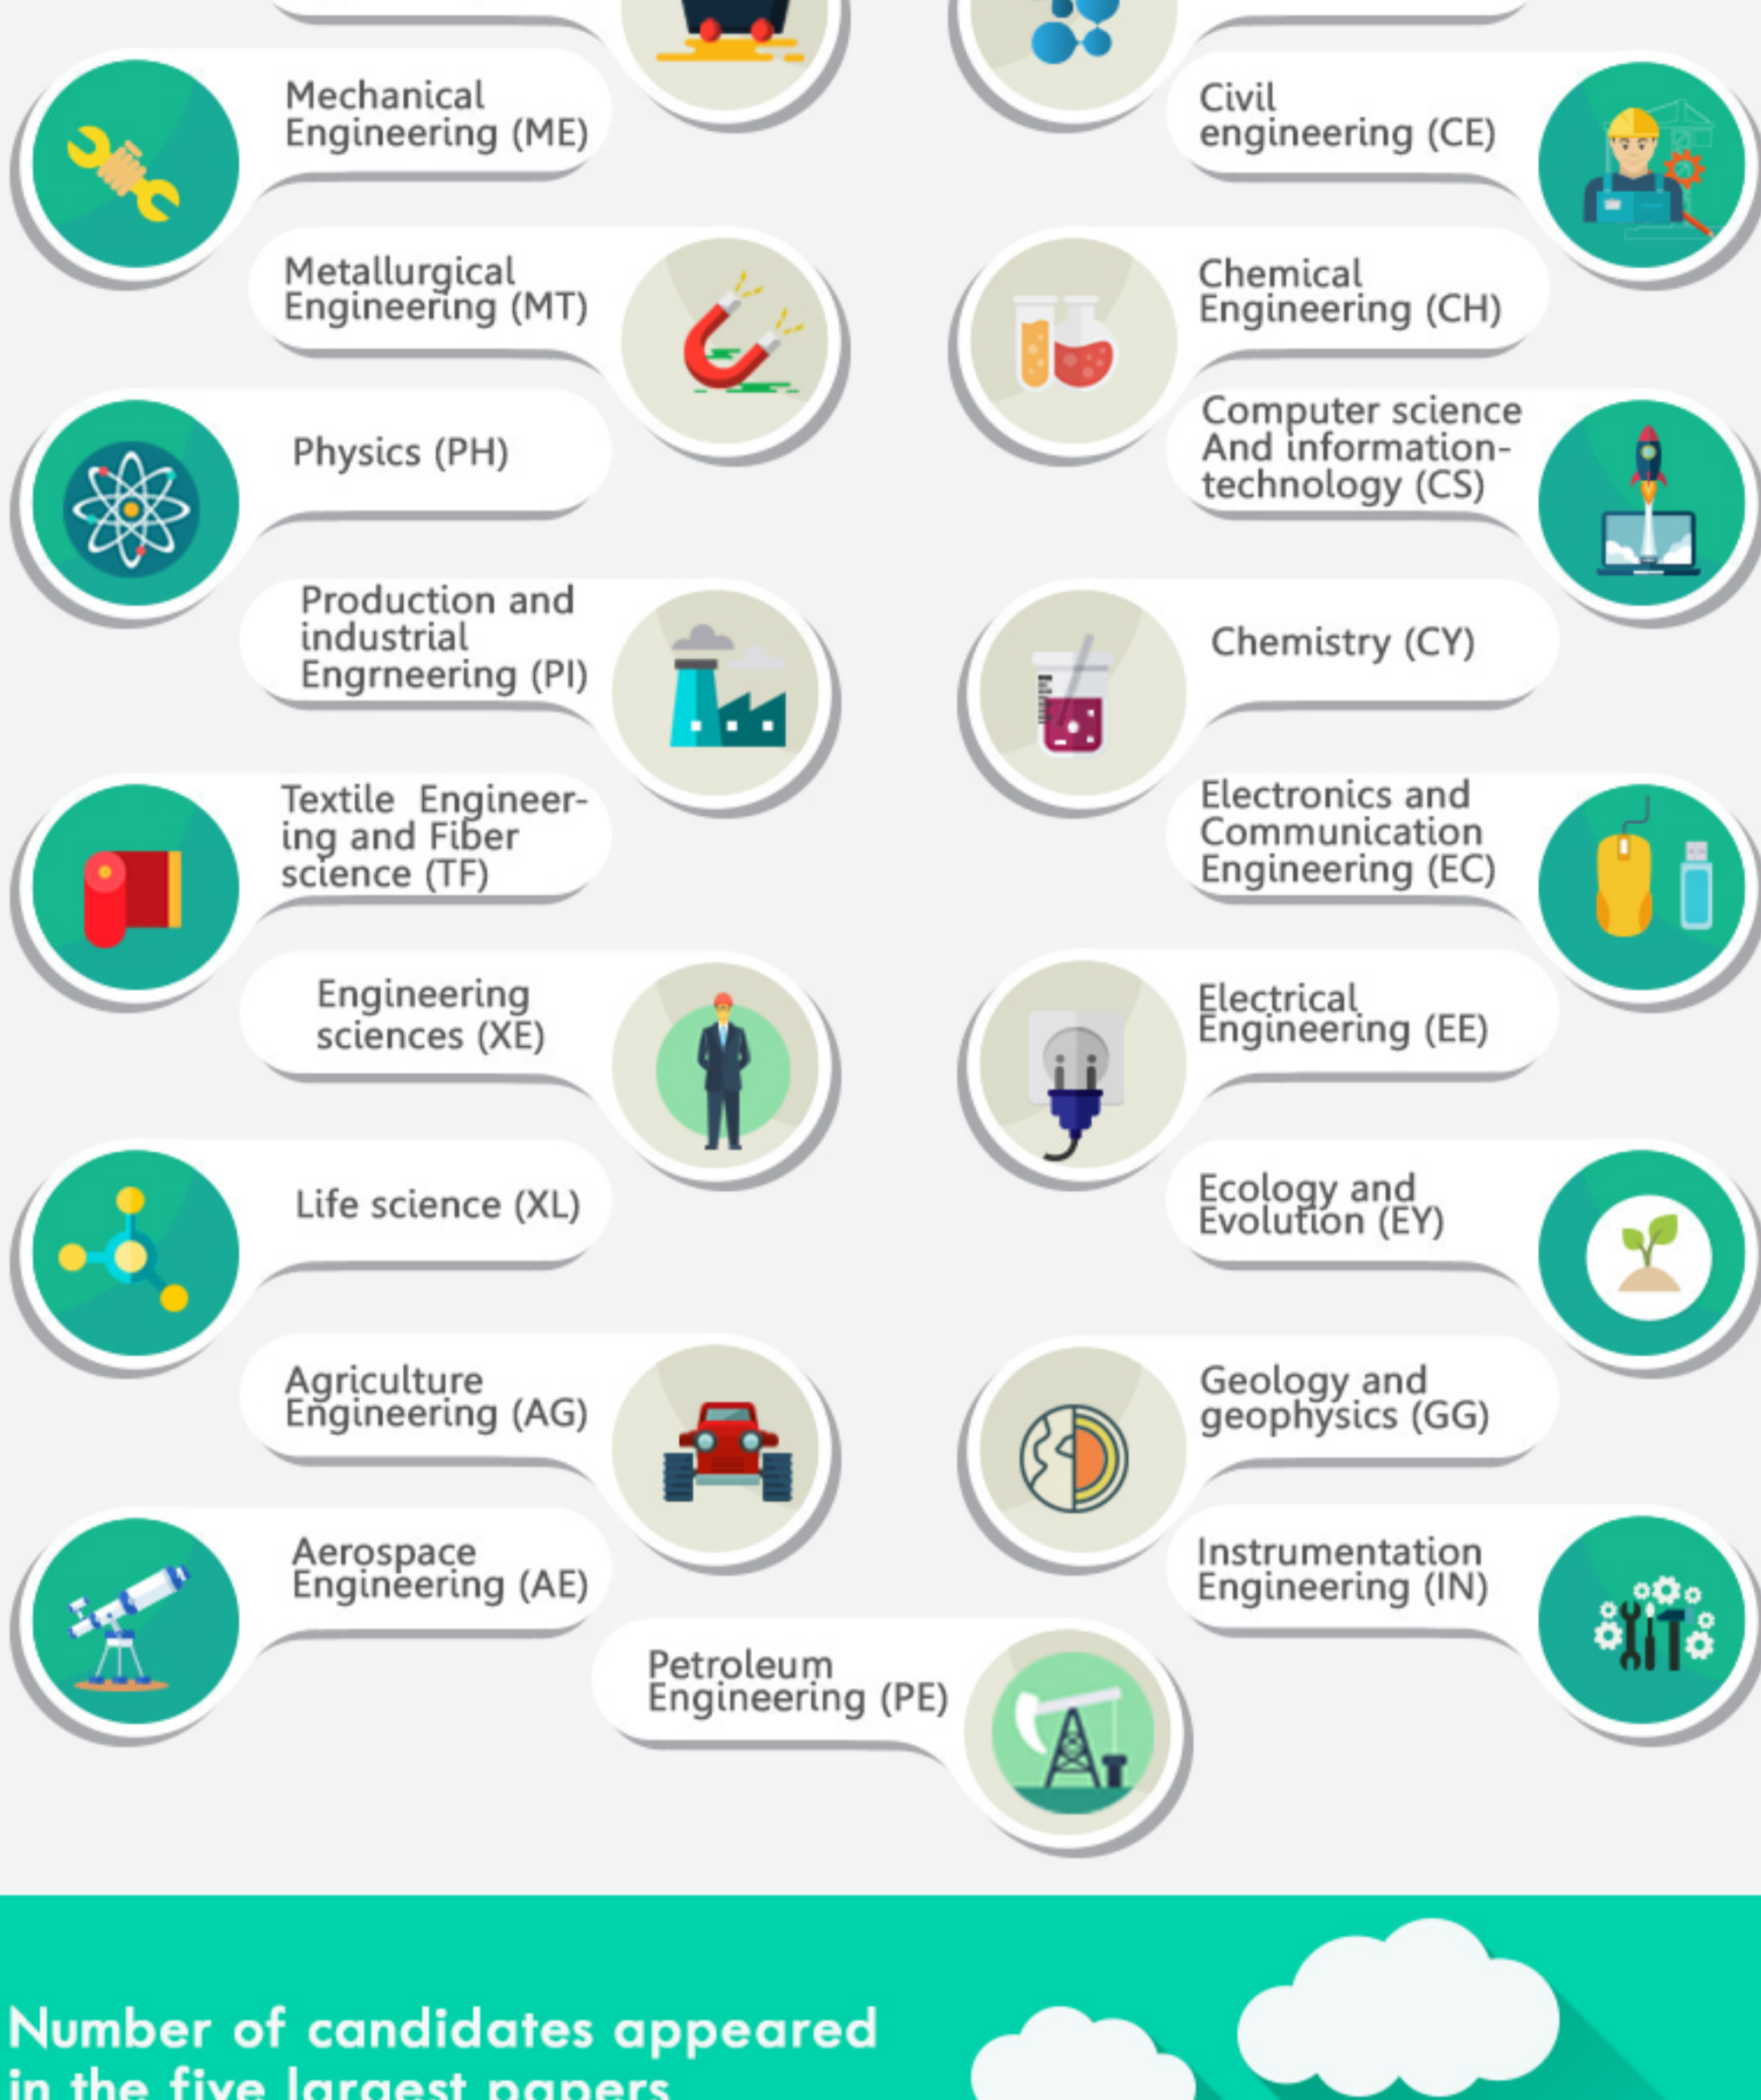 Mechanical
Engineering (ME)
Civil
engineering (CE)
Metallurgical
Engineering (MT)
Chemical
Engineering (CH)
Physics (PH)
Computer science
And information-
technology (CS)
Production and
industrial
Engrneering (PI)
Chemistry (CY)
Textile Engineer-
ing and Fiber
science (TF)
Electronics and
Communication
Engineering (EC)
Engineering
sciences (XE)
Electrical
Engineering (EE)
Life science (XL)
Ecology and
Evolution (EY)
Agriculture
Engineering (AG)
Geology and
geophysics (GG)
Aerospace
Engineering (AE)
Instrumentation
Engineering (IN)
Petroleum
Engineering (PE)
Number of candidates appeared
in the five largest papers